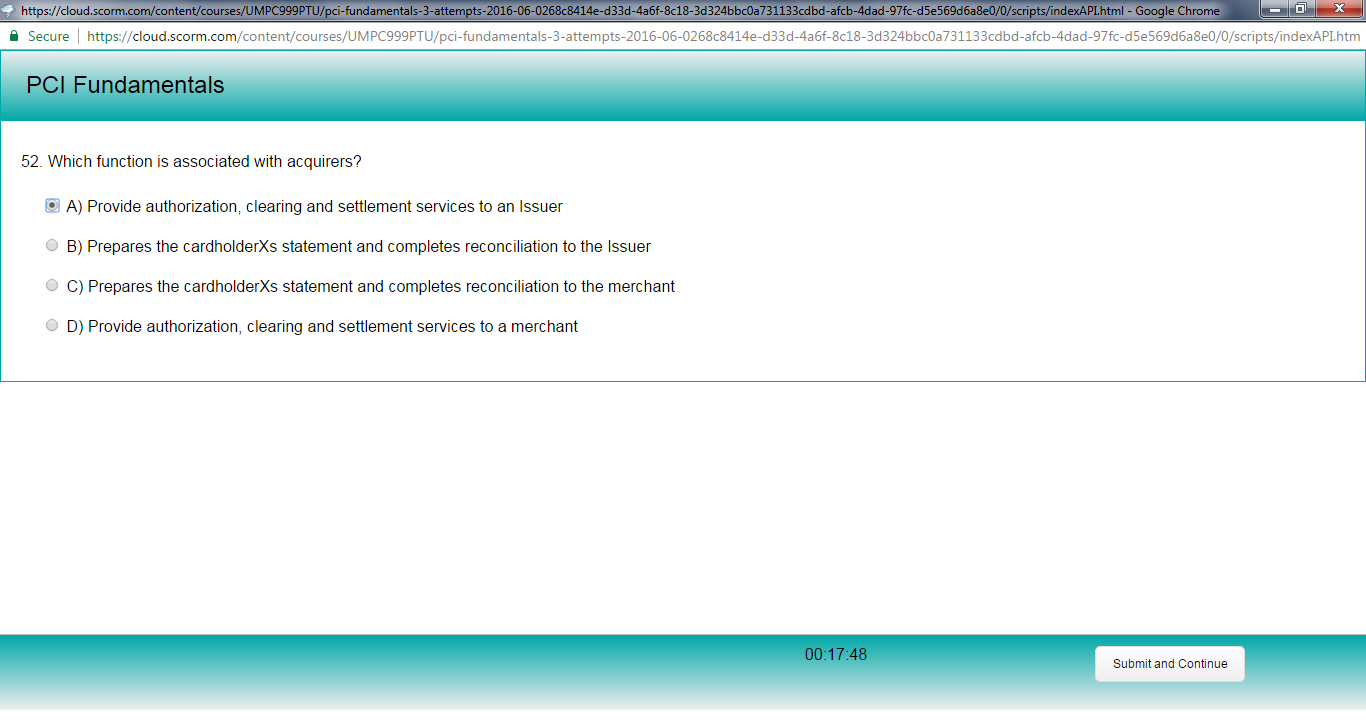 https://cloud.scorm.com/content/courses/UMPC999PTU/pci-fundamentals-3-attempts-2016-06-0268c8414e-d33d-4a6f-8c18-3d324bbc0a731133cdbd-afcb-4dad-97fc-d5e569d6a8e0/0/scripts/indexAPI.html - Google Chrome
Secure https://cloud.scorm.com/content/courses/UMPC999PTU/pci-fundamentals-3-attempts-2016-06-0268c8414e-d33d-4a6f-8c18-3d324bbc0a731133cdbd-afcb-4dad-97fc-d5e569d6a8e0/0/scripts/indexAPI.htm
PCI Fundamentals
52. Which function is associated with acquirers?
A) Provide authorization, clearing and settlement services to an Issuer
B) Prepares the cardholderXs statement and completes reconciliation to the Issuer
C) Prepares the cardholderXs statement and completes reconciliation to the merchant
D) Provide authorization, clearing and settlement services to a merchant
00:17:48
Submit and Continue